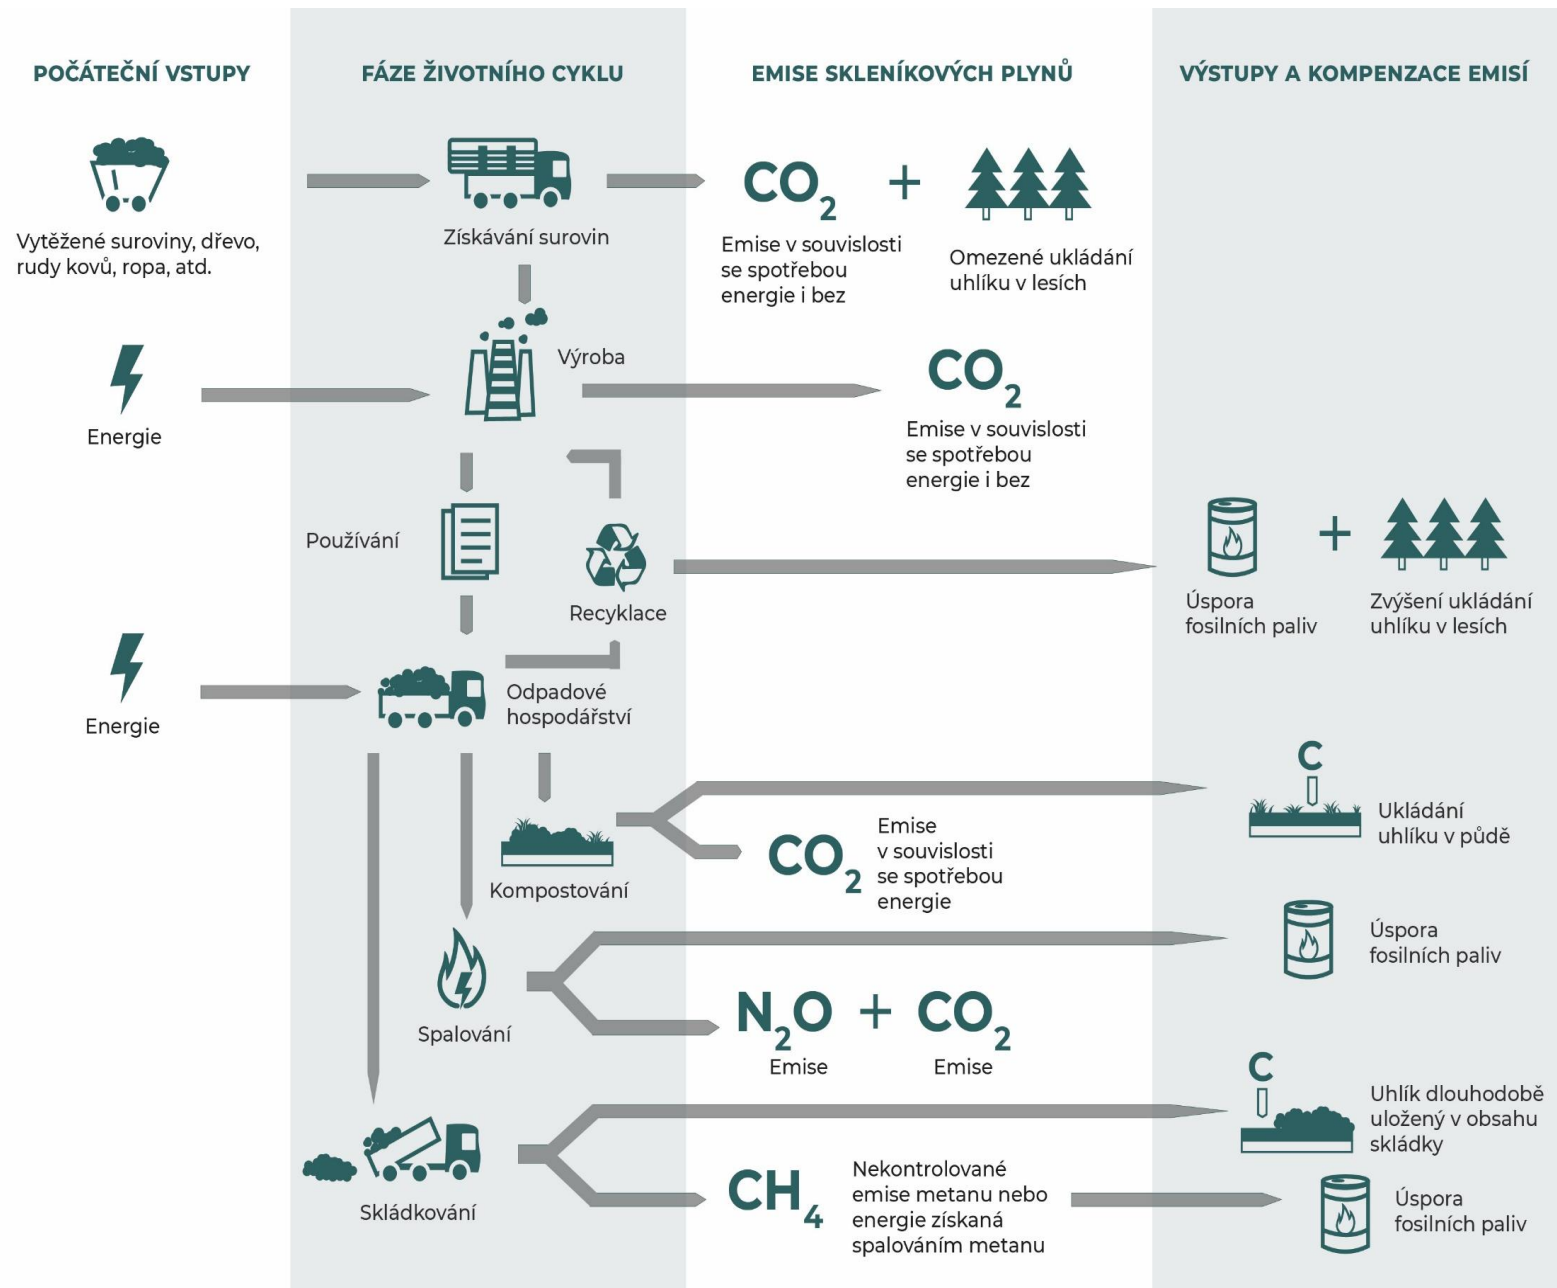 POČÁTEČNÍ VSTUPY
FÁZE ŽIVOTNÍHO CYKLU
EMISE SKLENÍKOVÝCH PLYNŮ
VÝSTUPY A KOMPENZACE EMISÍ
Vytěžené suroviny, dřevo,
rudy kovů, ropa, atd.
Získávání surovin
CO2
+
Emise v souvislosti
se spotřebou
energie i bez
Omezené ukládání
uhlíku v lesích
Energie
Výroba
CO2
Emise v souvislosti
se spotřebou
energie i bez
Používání
Recyklace
+
Úspora
fosilních paliv
Zvýšení ukládání
uhlíku v lesích
Energie
Odpadové
hospodářství
Kompostování
CO2
Emise
v souvislosti
se spotřebou
energie
C
Ukládání
uhlíku v půdě
Spalování
N2O + CO2
Emise
Emise
Úspora
fosilních paliv
Skládkování
C
Uhlík dlouhodobě
uložený v obsahu
skládky
CH4
Nekontrolované
emise metanu nebo
energie získaná
spalováním metanu
Úspora
fosilních paliv